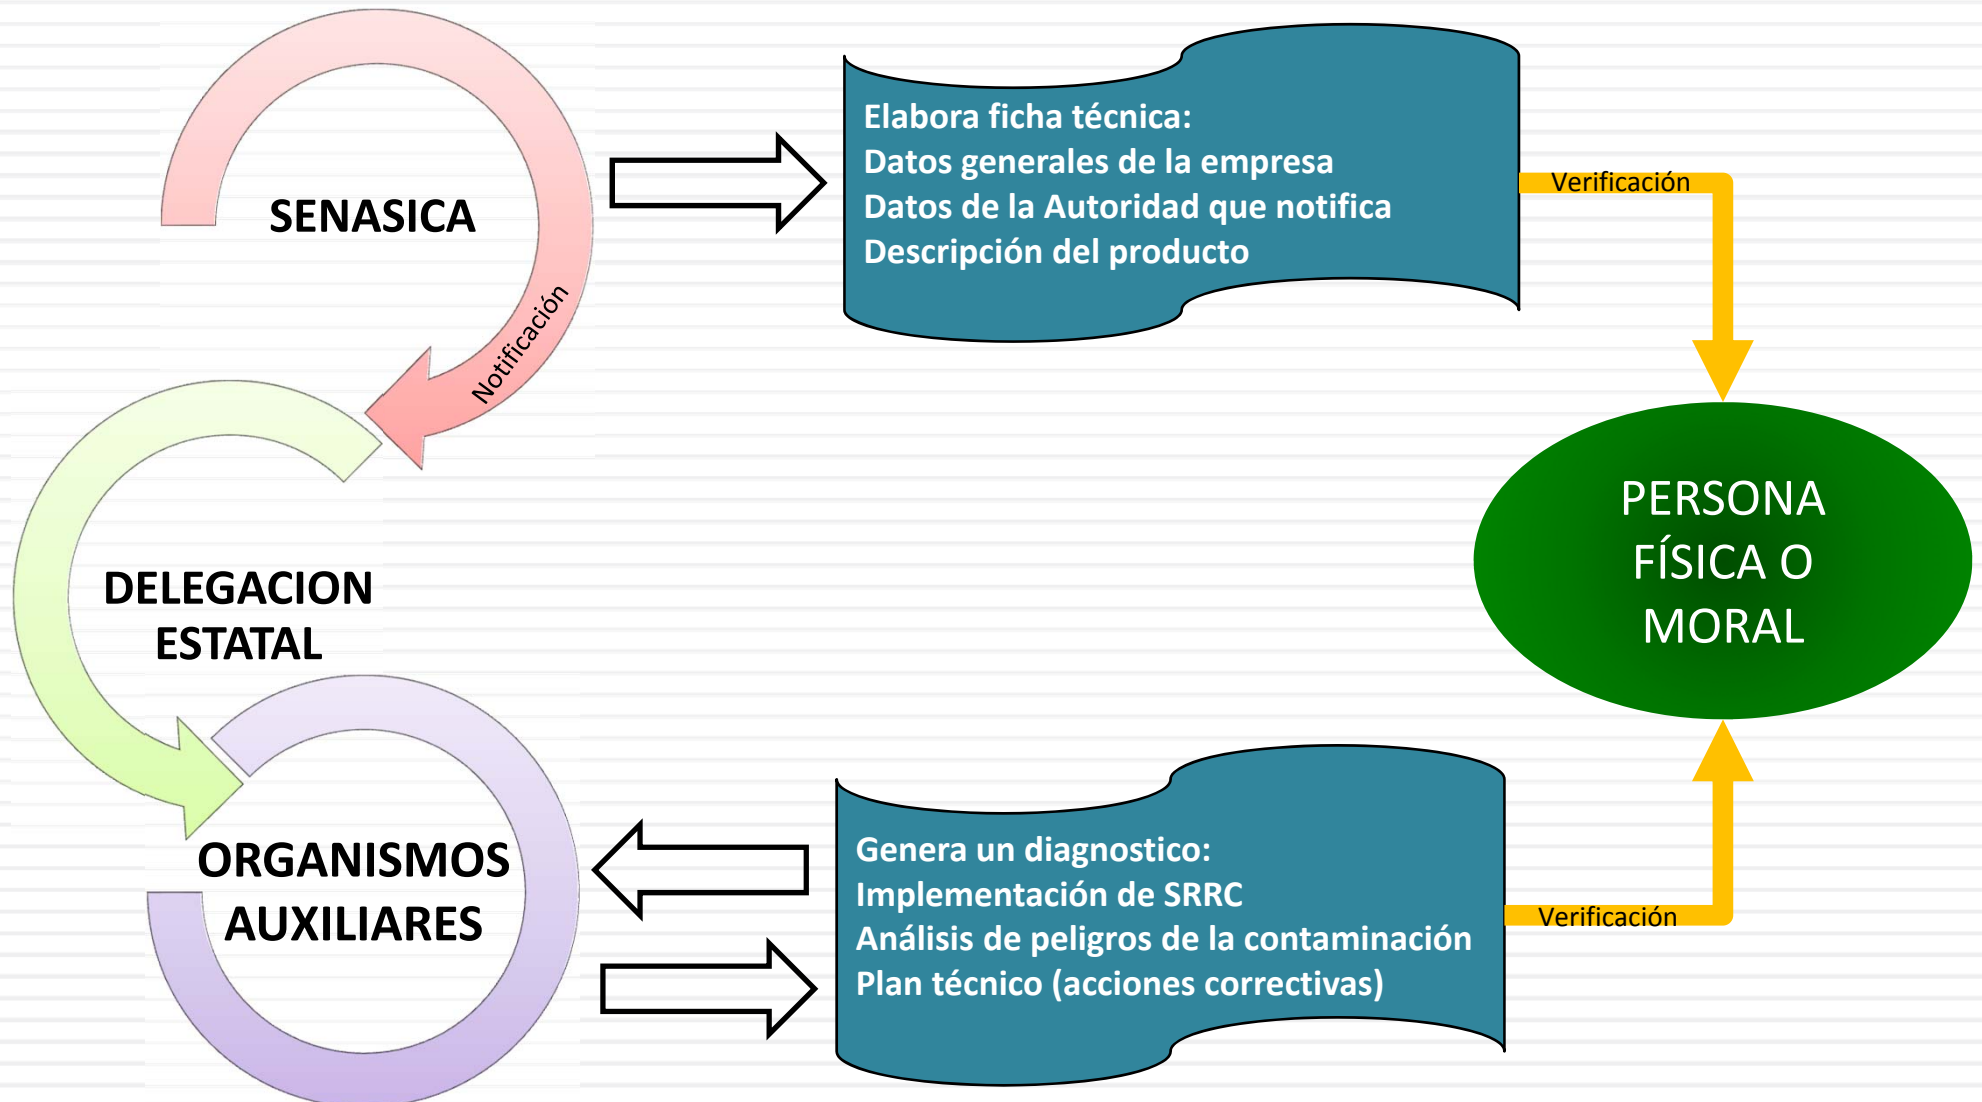 SENASICA
Notificación
Elabora ficha técnica:
Datos generales de la empresa
Datos de la Autoridad que notifica
Descripción del producto
Verificación
PERSONA
FÍSICA O
MORAL
DELEGACION
ESTATAL
ORGANISMOS
AUXILIARES
Genera un diagnostico:
Implementación de SRRC
Análisis de peligros de la contaminación
Plan técnico (acciones correctivas)
Verificación